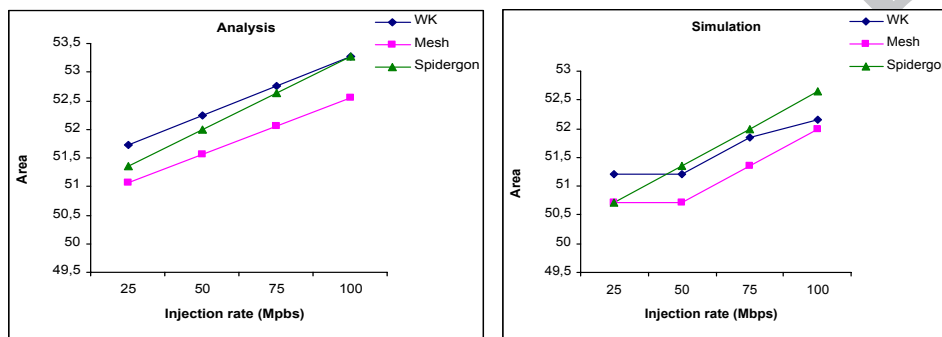 Analysis
WK
Mesh
Spidergon
53,5
53
52,5
52
51,5
51
50,5
50
49,5
Area
25 50 75 100
Injection rate (Mpbs)
Simulation
WK
Mesh
Spidergon
53
52,5
52
51,5
51
50,5
50
49,5
Area
25 50 75 100
Injection rate (Mbps)